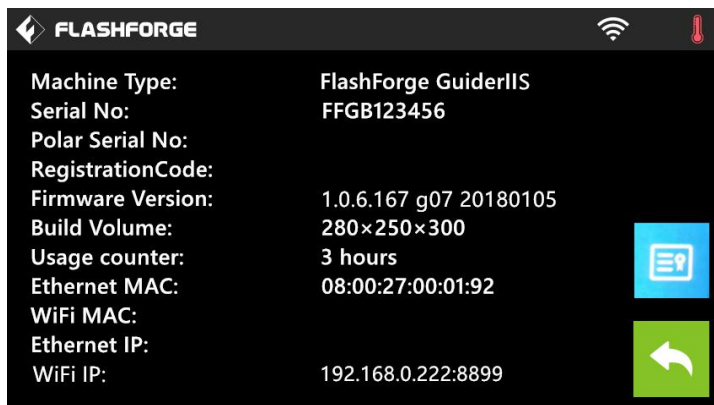 FLASHFORGE
Machine Type: FlashForge GuiderIIS
Serial No: FFGB123456
Polar Serial No:
RegistrationCode:
Firmware Version: 1.0.6.167 g07 20180105
Build Volume: 280×250×300
Usage counter: 3 hours
Ethernet MAC: 08:00:27:00:01:92
WiFi MAC:
Ethernet IP:
WiFi IP: 192.168.0.222:8899